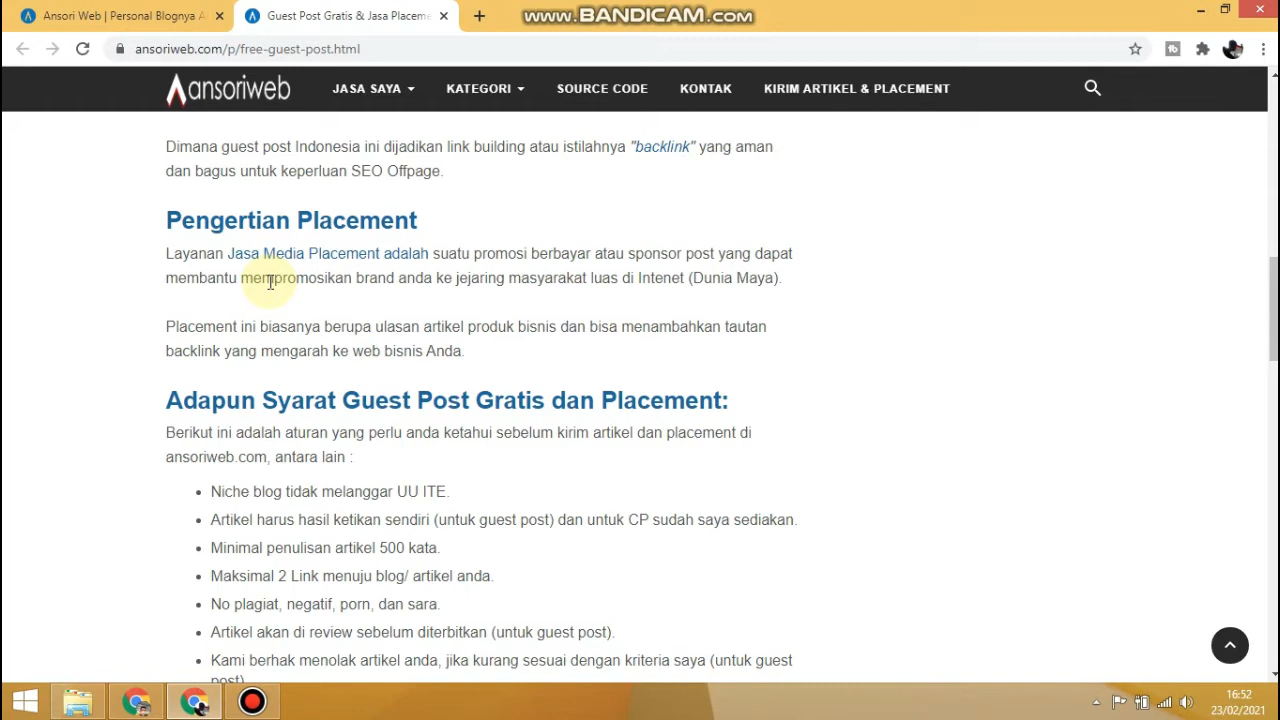 Ansori Web | Personal Blognya A
Guest Post Gratis & Jasa Placeme
www.BANDICAM.com
ansoriweb.com/p/free-guest-post.html
ansoriweb
JASA SAYA
KATEGORI
SOURCE CODE
KONTAK
KIRIM ARTIKEL & PLACEMENT
Dimana guest post Indonesia ini dijadikan link building atau istilahnya "backlink" yang aman
dan bagus untuk keperluan SEO Offpage.
Pengertian Placement
Layanan Jasa Media Placement adalah suatu promosi berbayar atau sponsor post yang dapat
membantu mempromosikan brand anda ke jejaring masyarakat luas di Intenet (Dunia Maya).
Placement ini biasanya berupa ulasan artikel produk bisnis dan bisa menambahkan tautan
backlink yang mengarah ke web bisnis Anda.
Adapun Syarat Guest Post Gratis dan Placement:
Berikut ini adalah aturan yang perlu anda ketahui sebelum kirim artikel dan placement di
ansoriweb.com, antara lain :
Niche blog tidak melanggar UU ITE.
Artikel harus hasil ketikan sendiri (untuk guest post) dan untuk CP sudah saya sediakan.
Minimal penulisan artikel 500 kata.
Maksimal 2 Link menuju blog/ artikel anda.
No plagiat, negatif, porn, dan sara.
Artikel akan di review sebelum diterbitkan (untuk guest post).
Kami berhak menolak artikel anda, jika kurang sesuai dengan kriteria saya (untuk guest
post)
16:52
23/02/2021